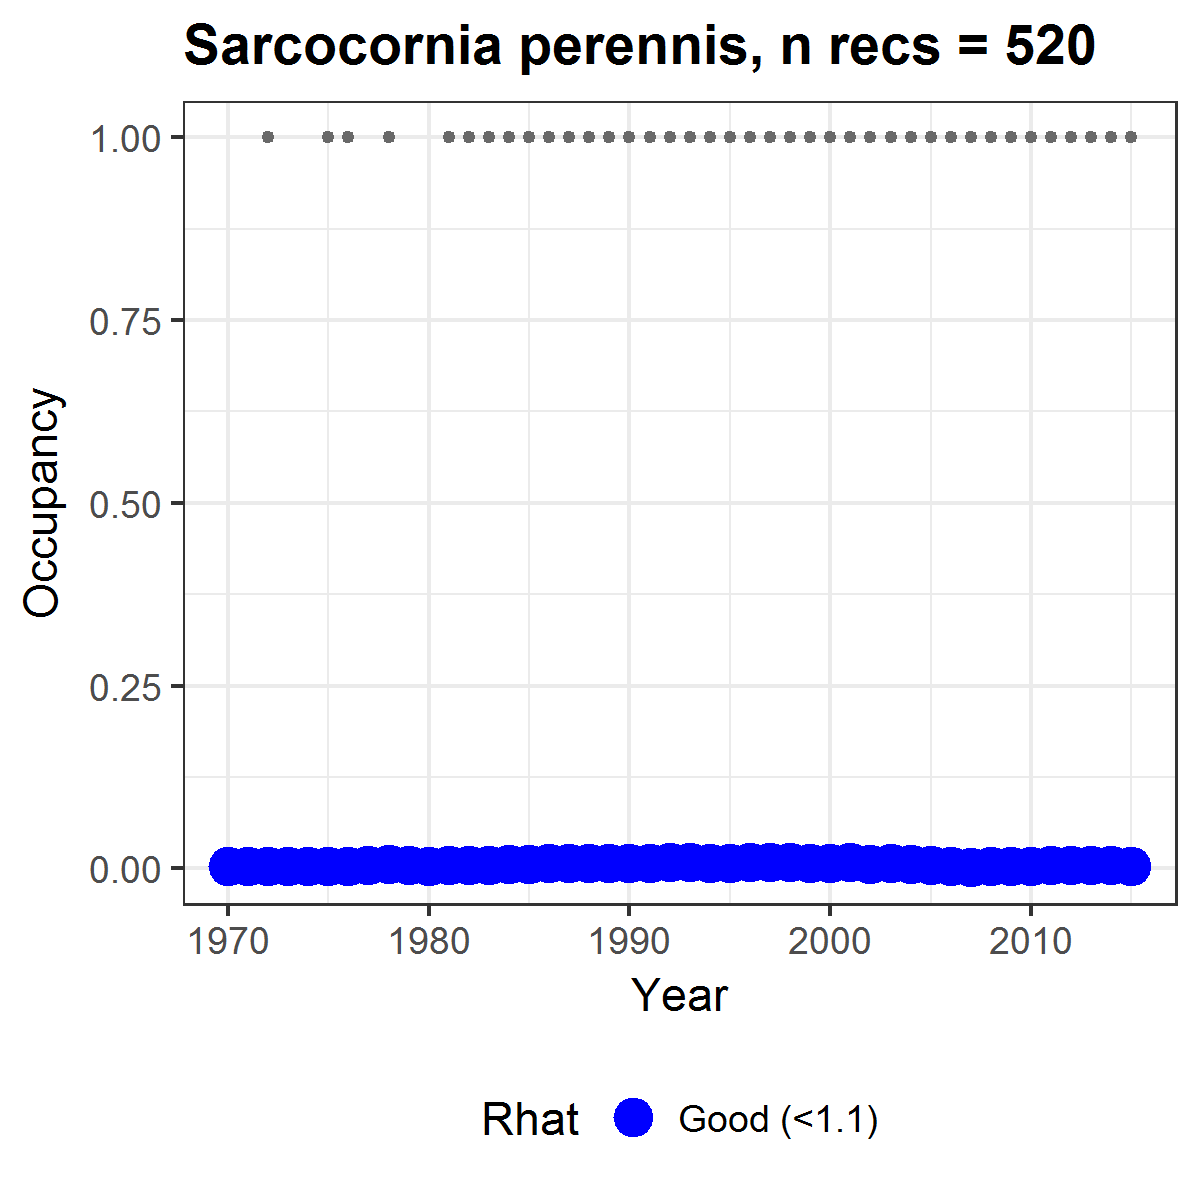 Sarcocornia perennis, n recs = 520
1.00
0.75
0.50
0.25
0.00
Occupancy
1970 1980 1990 2000 2010
Year
Rhat Good (<1.1)